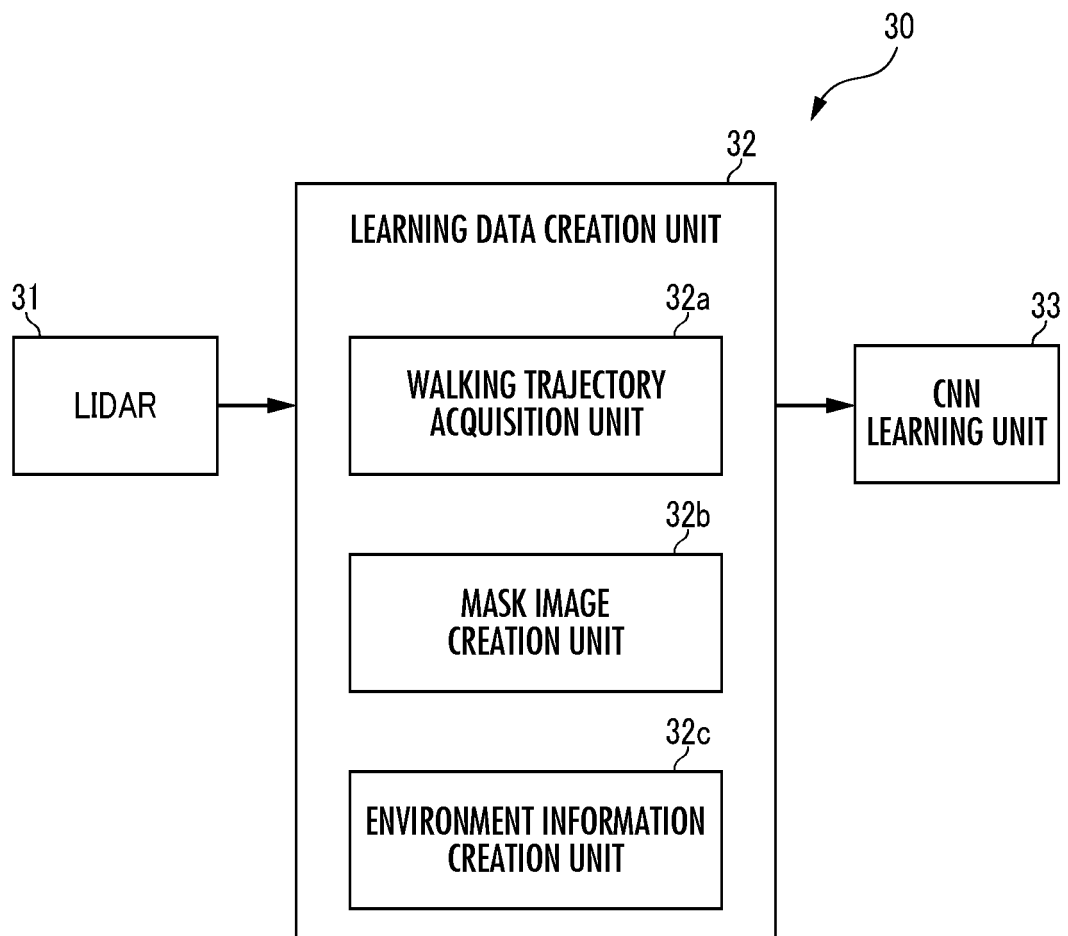 30
32
LEARNING DATA CREATION UNIT
31
LIDAR
32a
WALKING TRAJECTORY
ACQUISITION UNIT
33
CNN
LEARNING UNIT
32b
MASK IMAGE
CREATION UNIT
32c
ENVIRONMENT INFORMATION
CREATION UNIT